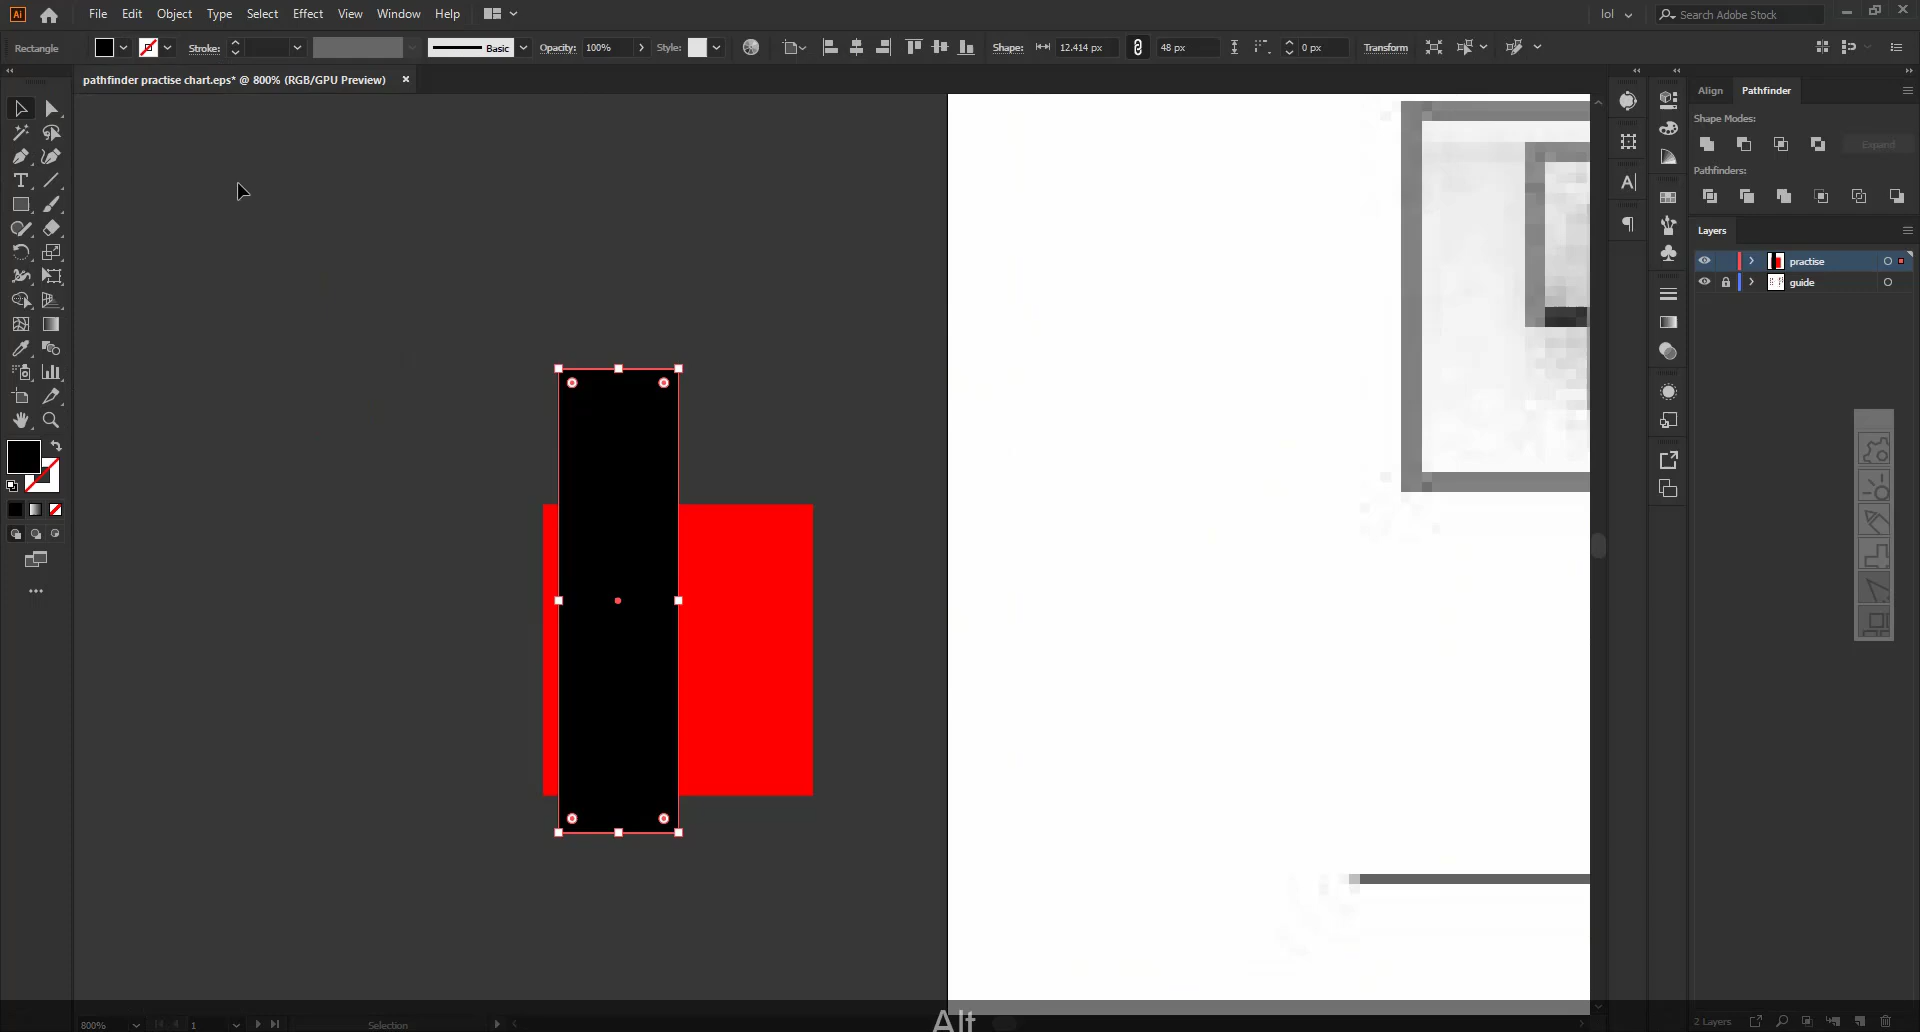 Ai File Edit Object Type Select Effect View Window Help lol Search Adobe Stock
Rectangle Stroke: Basic Opacity: 100% Style: Shape: 12.414 px 48 px 0 px Transform
pathfinder practise chart.eps* @ 800% (RGB/GPU Preview) ×
Align Pathfinder
Shape Modes:
Expand
Pathfinders:
Layers
practise
guide
Alt
800% 1 Selection 2 Layers